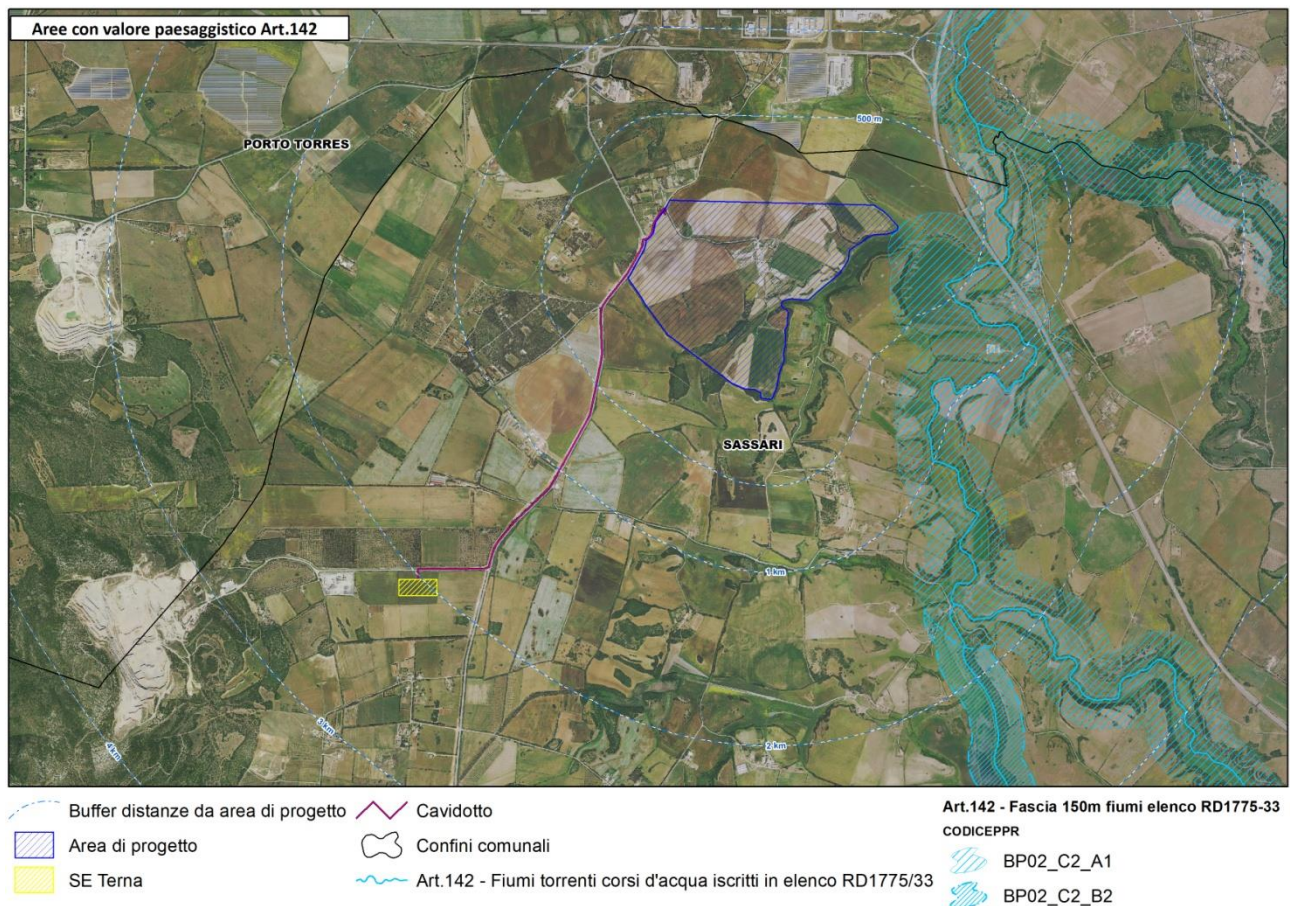 Aree con valore paesaggistico Art.142
500 m
PORTO TORRES
SASSARI
1 km
2 km
3 km
4 km
Buffer distanze da area di progetto
Area di progetto
SE Terna
Cavidotto
Confini comunali
Art.142 - Fiumi torrenti corsi d'acqua iscritti in elenco RD1775/33
Art.142 - Fascia 150m fiumi elenco RD1775-33
CODICEPPR
BP02_C2_A1
BP02_C2_B2